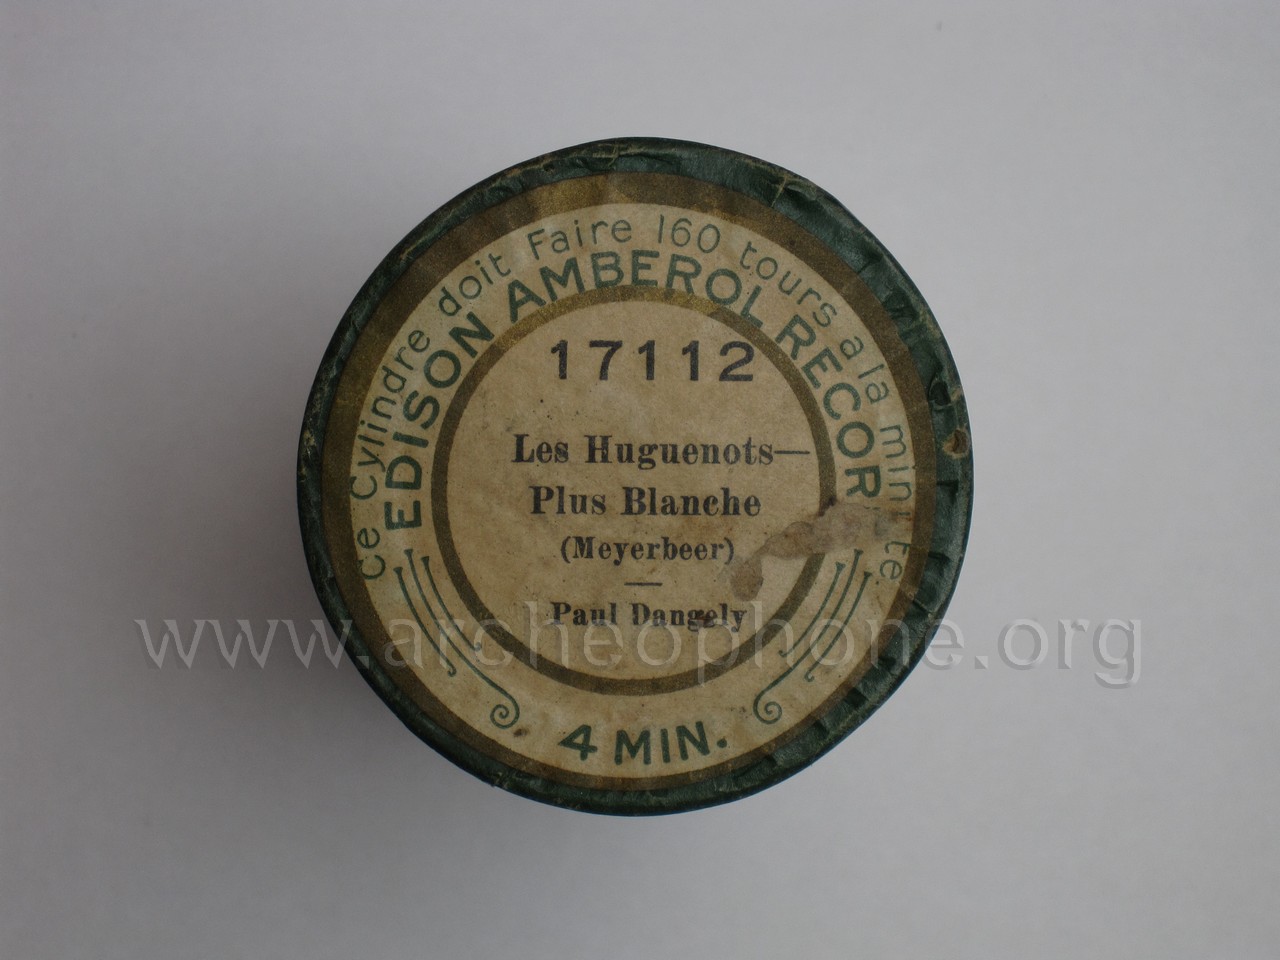 Ce Cylindre doit Faire 160 tours a la minute.
EDISON AMBEROL RECOR
17112
Les Huguenots—
Plus Blanche
(Meyerbeer)
—
Paul Dangely
4 MIN.
www.archeophone.org